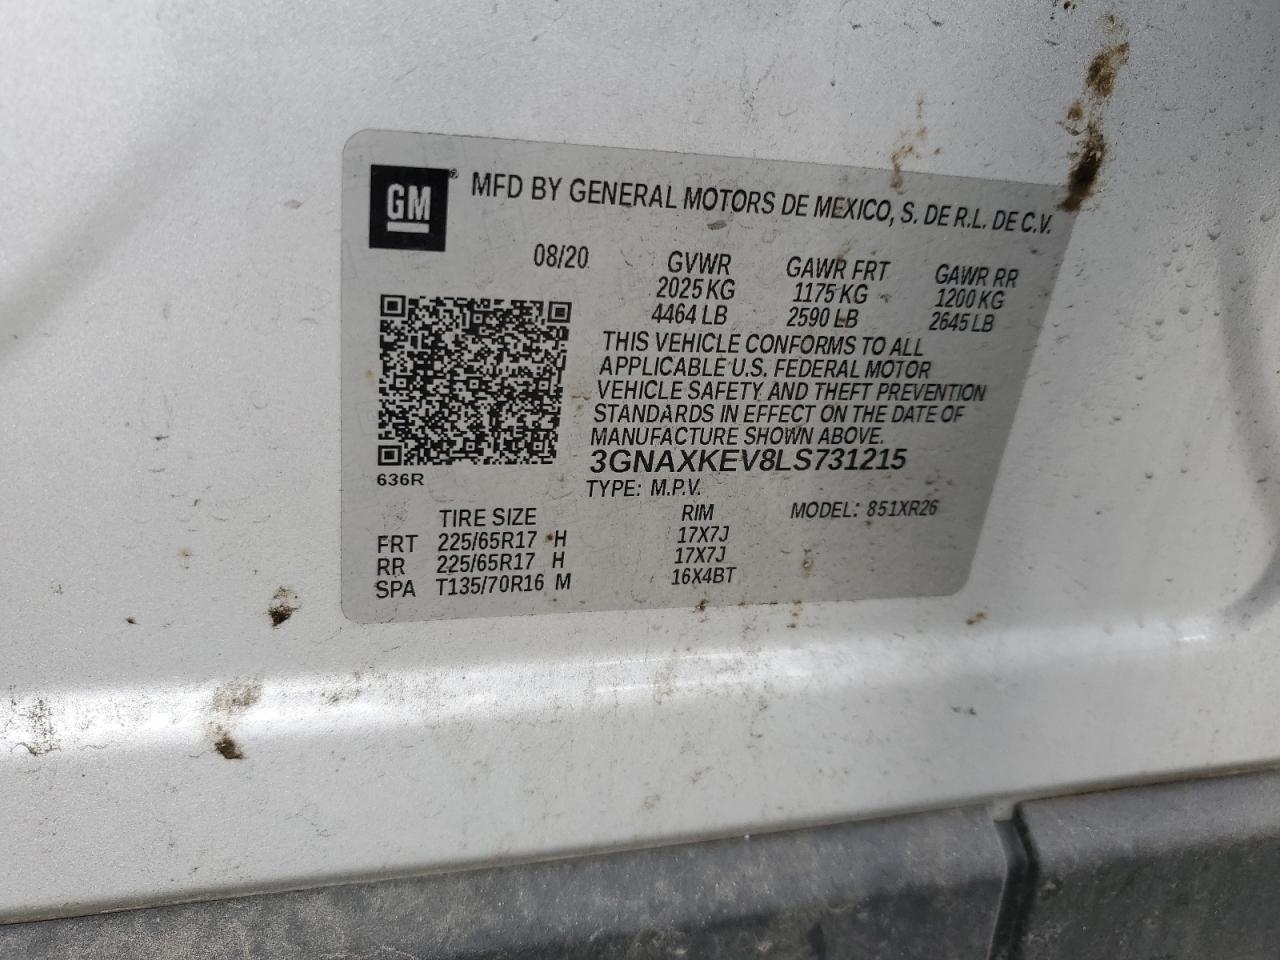 GM ® MFD BY GENERAL MOTORS DE MEXICO, S. DE R.L. DE C.V.
08/20 GVWR GAWR FRT GAWR RR
2025 KG 1175 KG 1200 KG
4464 LB 2590 LB 2645 LB
THIS VEHICLE CONFORMS TO ALL
APPLICABLE U.S. FEDERAL MOTOR
VEHICLE SAFETY AND THEFT PREVENTION
STANDARDS IN EFFECT ON THE DATE OF
MANUFACTURE SHOWN ABOVE.
3GNAXKEV8LS731215
636R
TYPE: M.P.V. MODEL: 851XR26
TIRE SIZE RIM
FRT 225/65R17 H 17X7J
RR 225/65R17 H 17X7J
SPA T135/70R16 M 16X4BT